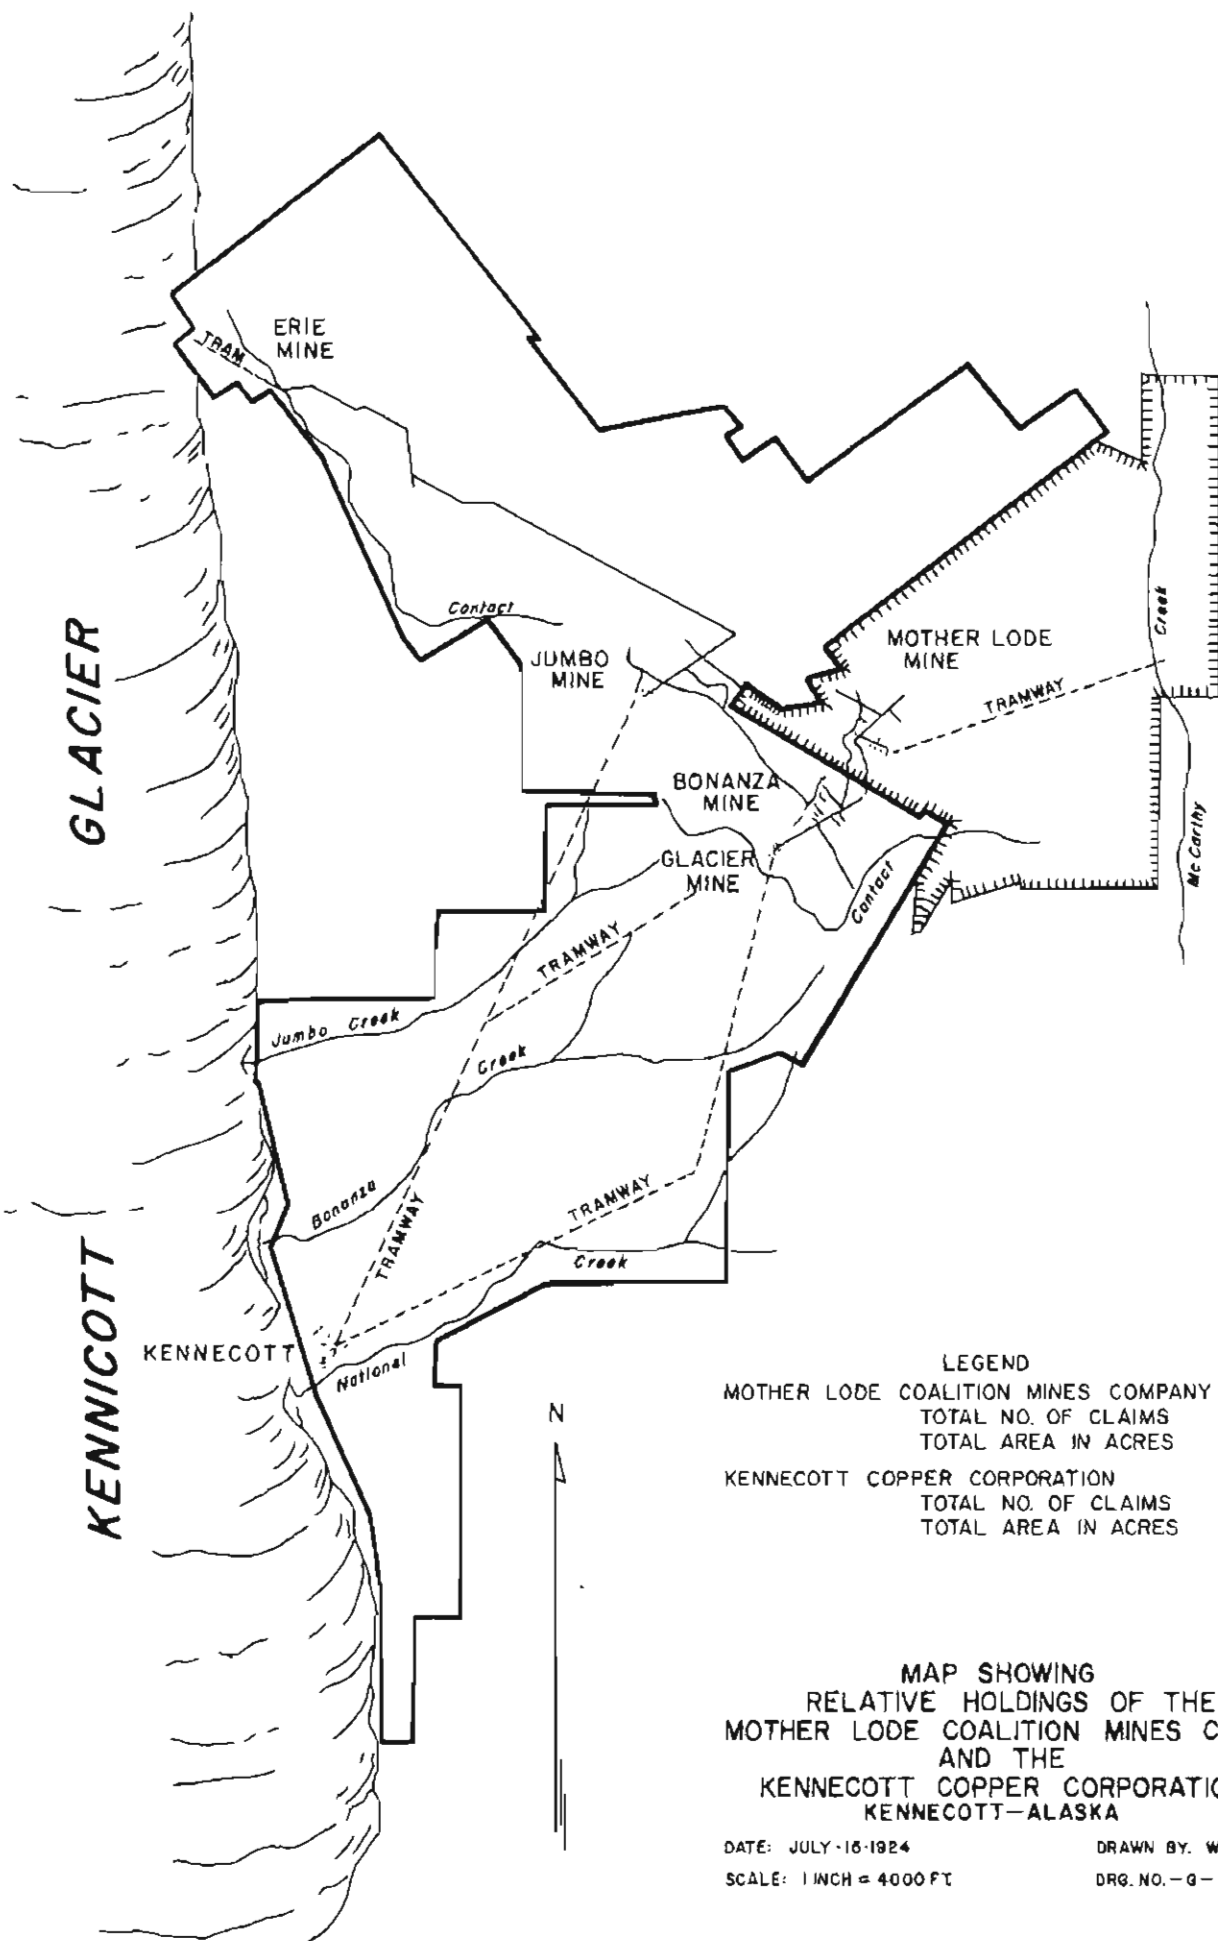 ERIE
MINE
TRAM
Contact
JUMBO
MINE
MOTHER LODE
MINE
TRAMWAY
Creek
McCarthy
BONANZA
MINE
GLACIER
MINE
Contact
TRAMWAY
Jumbo Creek
Bonanza Creek
TRAMWAY
TRAMWAY
National Creek
KENNECOTT
KENNICOTT GLACIER
N
LEGEND
MOTHER LODE COALITION MINES COMPANY
TOTAL NO. OF CLAIMS
TOTAL AREA IN ACRES
KENNECOTT COPPER CORPORATION
TOTAL NO. OF CLAIMS
TOTAL AREA IN ACRES
MAP SHOWING
RELATIVE HOLDINGS OF THE
MOTHER LODE COALITION MINES C
AND THE
KENNECOTT COPPER CORPORATIO
KENNECOTT-ALASKA
DATE: JULY-16-1924
DRAWN BY. W
SCALE: 1 INCH = 4000 FT.
DRG. NO.-G-